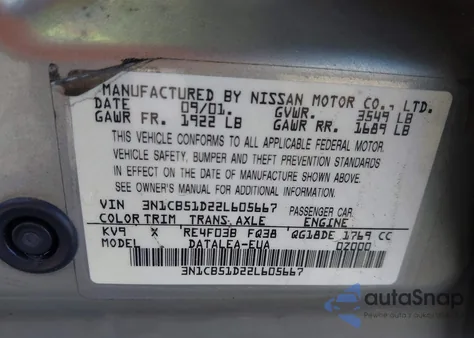 MANUFACTURED BY NISSAN MOTOR CO., LTD.
DATE 09/01. GVWR. 3549 LB
GAWR FR. 1922 LB GAWR RR. 1689 LB
THIS VEHICLE CONFORMS TO ALL APPLICABLE FEDERAL MOTOR
VEHICLE SAFETY, BUMPER AND THEFT PREVENTION STANDARDS
IN EFFECT ON THE DATE OF MANUFACTURE SHOWN ABOVE.
SEE OWNER'S MANUAL FOR ADDITIONAL INFORMATION.
VIN 3N1CB51D22L605667 PASSENGER CAR.
COLOR TRIM TRANS. AXLE ENGINE
KV9 X RE4F03B FQ38 QG18DE 1769 CC
MODEL DATALEA-EUA 0Z000
3N1CB51D22L605667
autoSnap